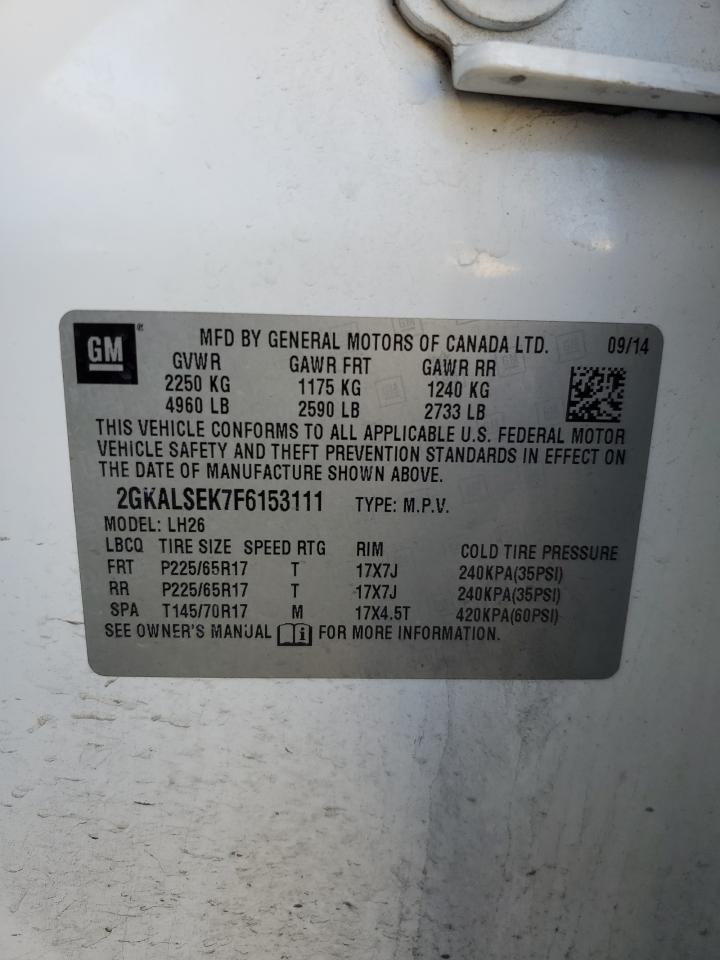 GM
MFD BY GENERAL MOTORS OF CANADA LTD. 09/14
GVWR GAWR FRT GAWR RR
2250 KG 1175 KG 1240 KG
4960 LB 2590 LB 2733 LB
THIS VEHICLE CONFORMS TO ALL APPLICABLE U.S. FEDERAL MOTOR
VEHICLE SAFETY AND THEFT PREVENTION STANDARDS IN EFFECT ON
THE DATE OF MANUFACTURE SHOWN ABOVE.
2GKALSEK7F6153111 TYPE: M.P.V.
MODEL: LH26
LBCQ TIRE SIZE SPEED RTG RIM COLD TIRE PRESSURE
FRT P225/65R17 T 17X7J 240KPA(35PSI)
RR P225/65R17 T 17X7J 240KPA(35PSI)
SPA T145/70R17 M 17X4.5T 420KPA(60PSI)
SEE OWNER'S MANUAL FOR MORE INFORMATION.